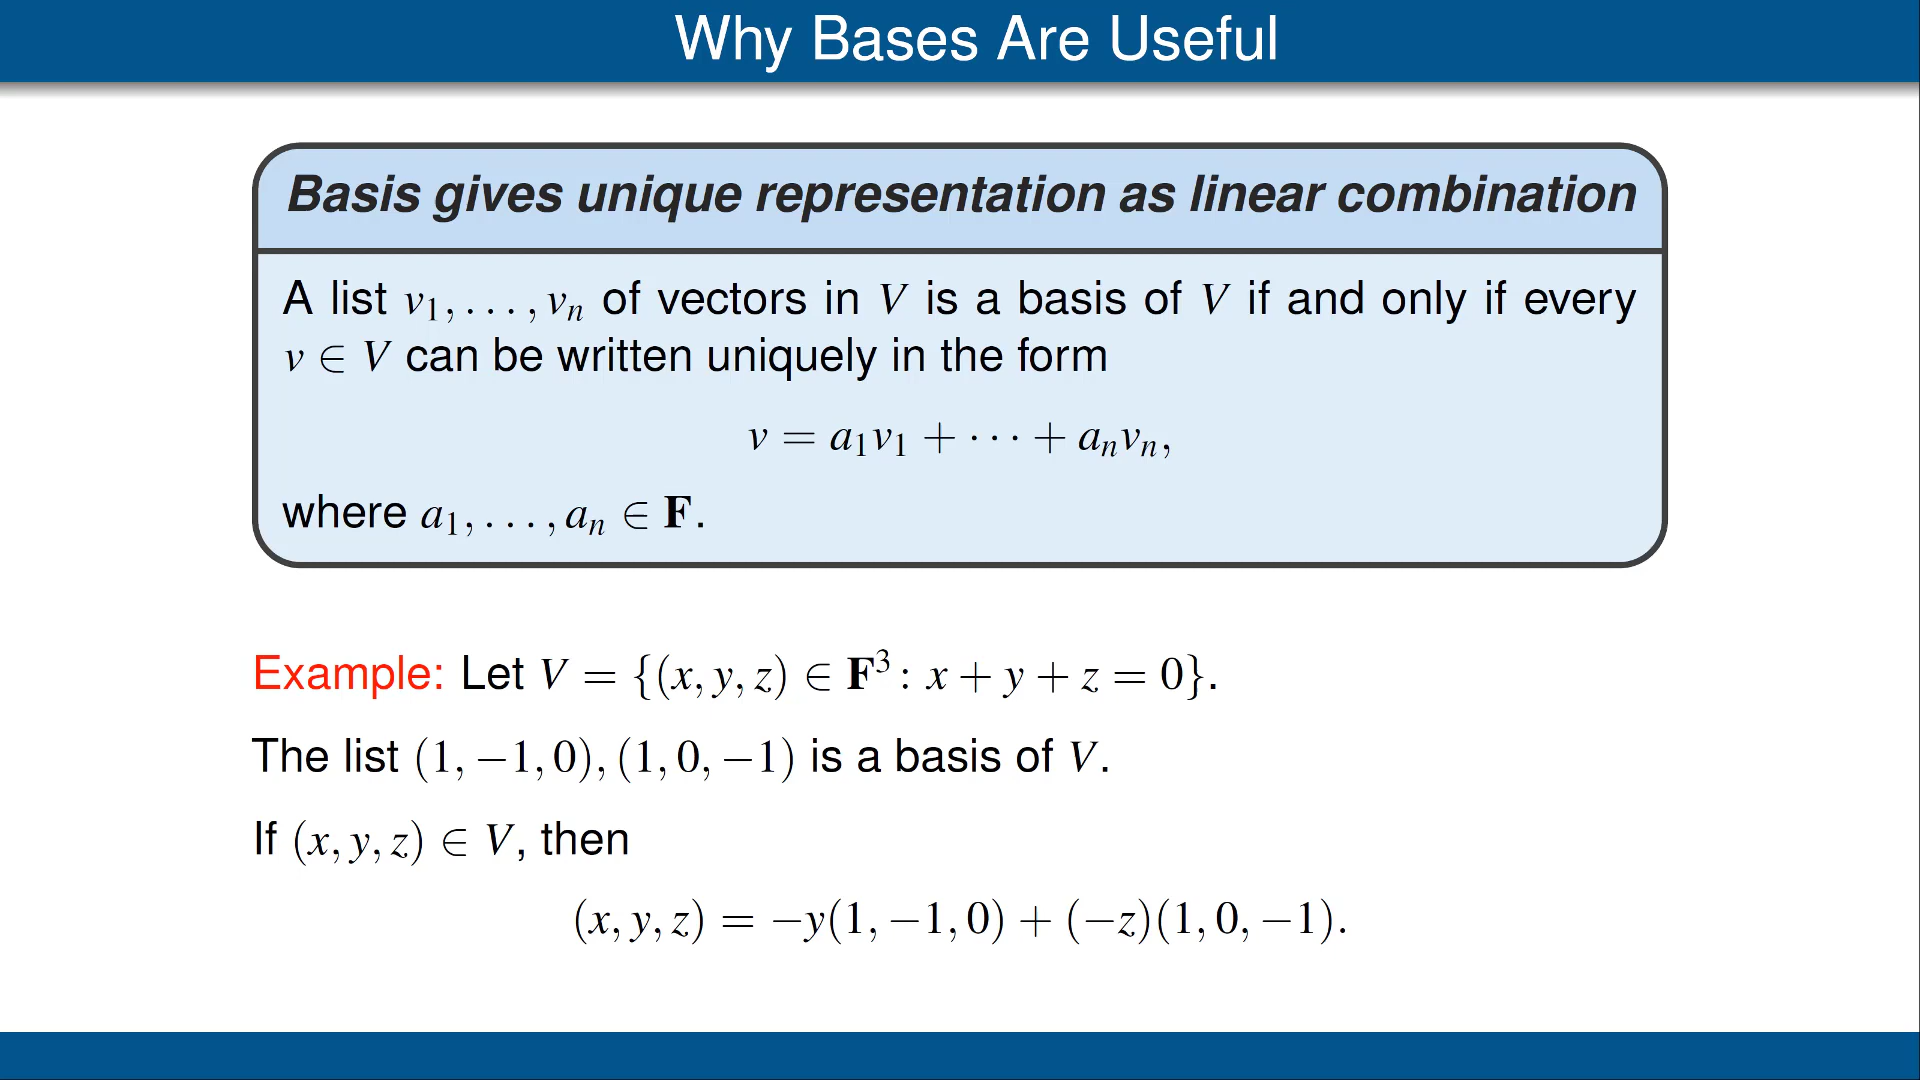 Why Bases Are Useful
Basis gives unique representation as linear combination
A list v₁, . . . , vₙ of vectors in V is a basis of V if and only if every
v ∈ V can be written uniquely in the form
v = a₁v₁ + · · · + aₙvₙ,
where a₁, . . . , aₙ ∈ F.
Example: Let V = {(x, y, z) ∈ F³ : x + y + z = 0}.
The list (1, −1, 0), (1, 0, −1) is a basis of V.
If (x, y, z) ∈ V, then
(x, y, z) = −y(1, −1, 0) + (−z)(1, 0, −1).